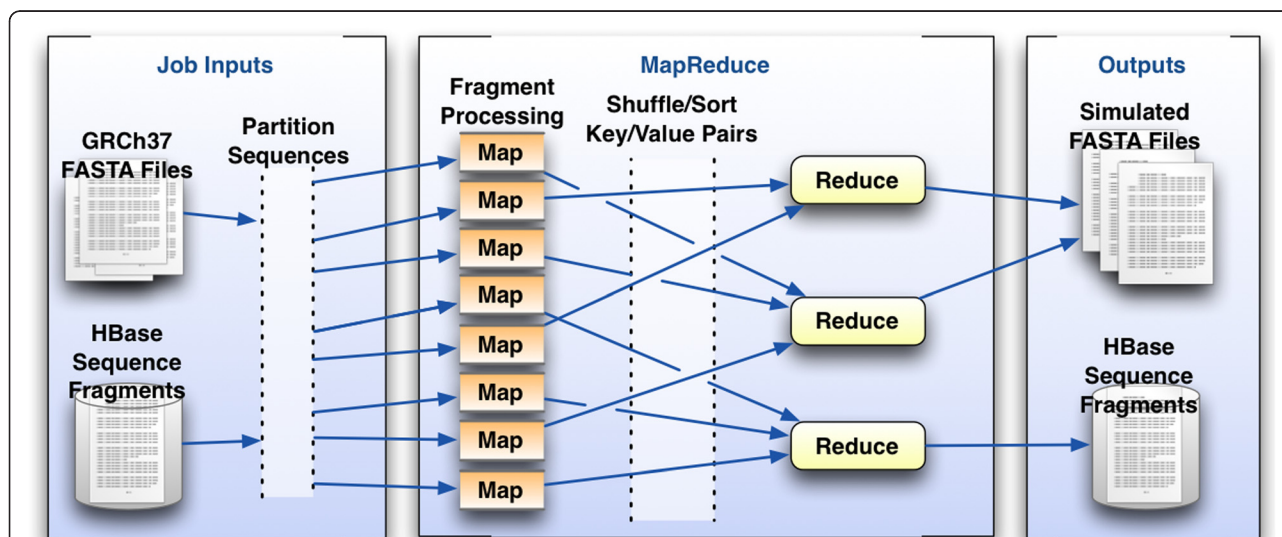 Job Inputs
GRCh37
FASTA Files
Partition
Sequences
HBase
Sequence
Fragments
MapReduce
Fragment
Processing
Shuffle/Sort
Key/Value Pairs
Map
Map
Map
Map
Map
Map
Map
Map
Reduce
Reduce
Reduce
Outputs
Simulated
FASTA Files
HBase
Sequence
Fragments